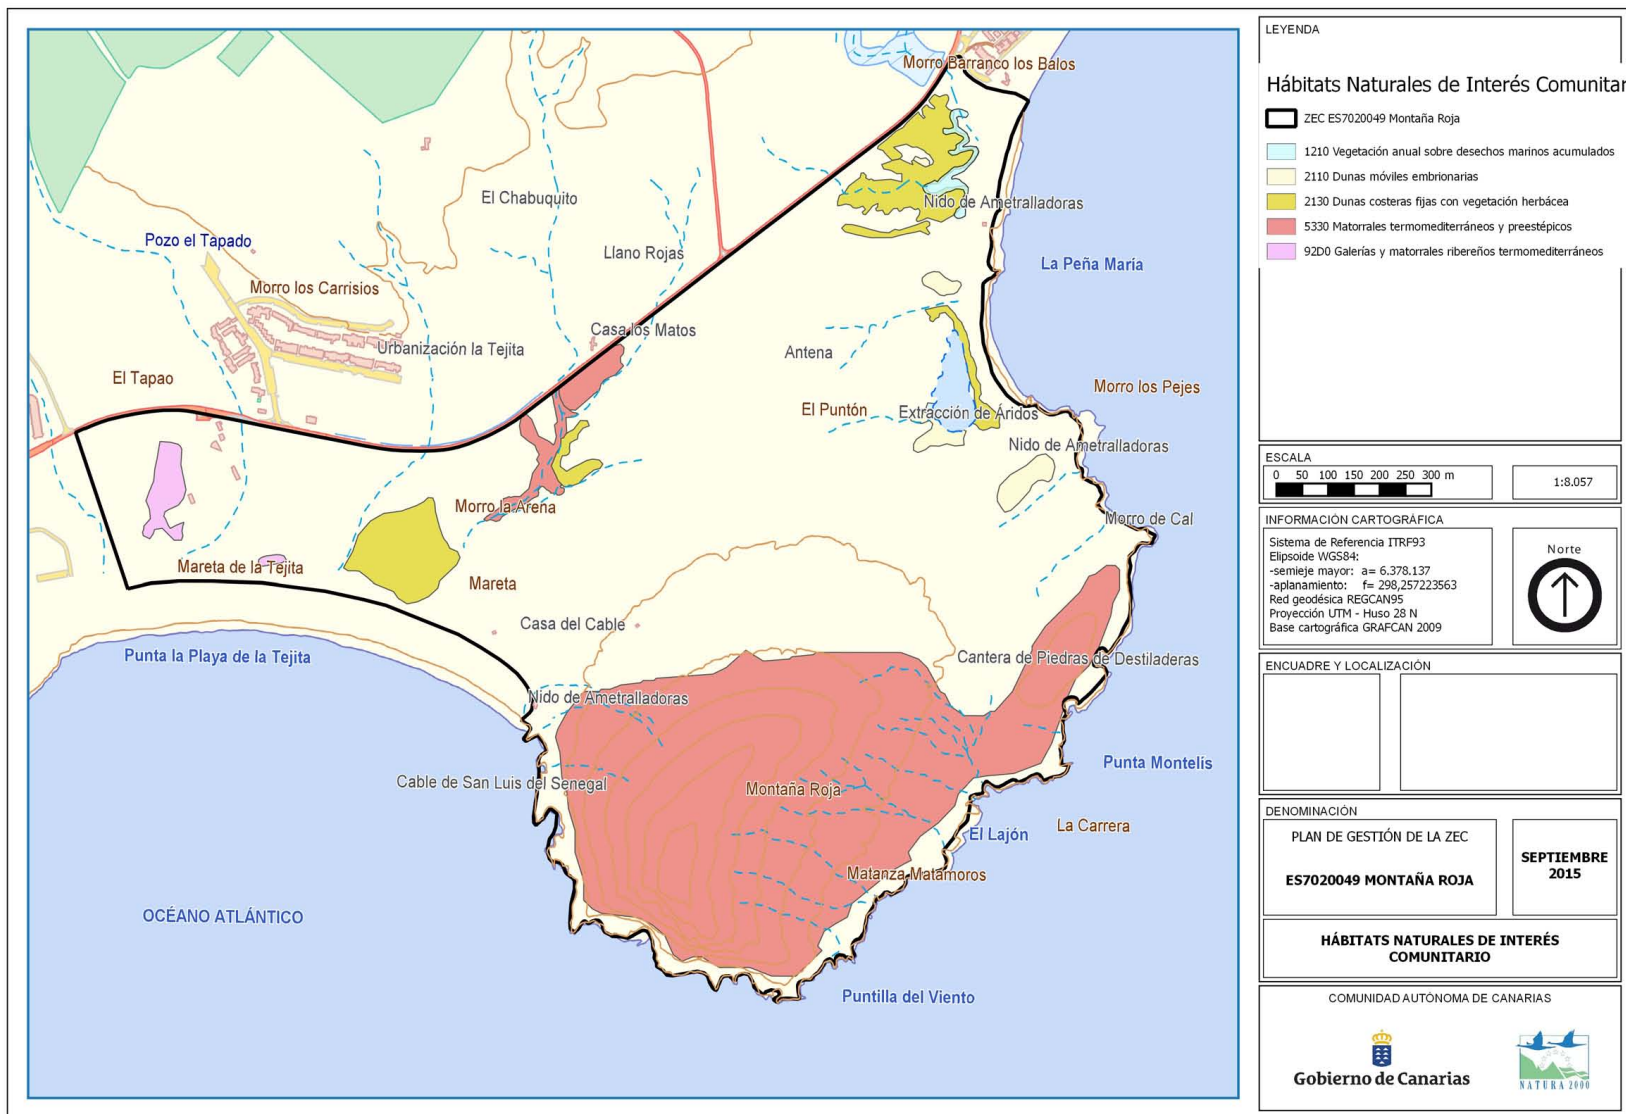 Morro Barranco los Balos
El Chabuquito
Nido de Ametralladoras
Pozo el Tapado
Llano Rojas
La Peña María
Morro los Carrisios
Casa los Matos
Urbanización la Tejita
Antena
El Tapao
Morro los Pejes
El Puntón
Extracción de Áridos
Nido de Ametralladoras
Morro la Arena
Morro de Cal
Mareta de la Tejita
Mareta
Casa del Cable
Punta la Playa de la Tejita
Cantera de Piedras de Destiladeras
Nido de Ametralladoras
Punta Montelis
Cable de San Luis del Senegal
Montaña Roja
La Carrera
El Lajón
Matanza Matamoros
OCÉANO ATLÁNTICO
Puntilla del Viento
LEYENDA
Hábitats Naturales de Interés Comunitar
ZEC ES7020049 Montaña Roja
1210 Vegetación anual sobre desechos marinos acumulados
2110 Dunas móviles embrionarias
2130 Dunas costeras fijas con vegetación herbácea
5330 Matorrales termomediterráneos y preestépicos
92D0 Galerías y matorrales ribereños termomediterráneos
ESCALA
0 50 100 150 200 250 300 m
1:8.057
INFORMACIÓN CARTOGRÁFICA
Sistema de Referencia ITRF93
Elipsoide WGS84:
-semieje mayor: a= 6.378.137
-aplanamiento: f= 298,257223563
Red geodésica REGCAN95
Proyección UTM - Huso 28 N
Base cartográfica GRAFCAN 2009
Norte
ENCUADRE Y LOCALIZACIÓN
DENOMINACIÓN
PLAN DE GESTIÓN DE LA ZEC
ES7020049 MONTAÑA ROJA
SEPTIEMBRE
2015
HÁBITATS NATURALES DE INTERÉS
COMUNITARIO
COMUNIDAD AUTÓNOMA DE CANARIAS
Gobierno de Canarias
NATURA 2000